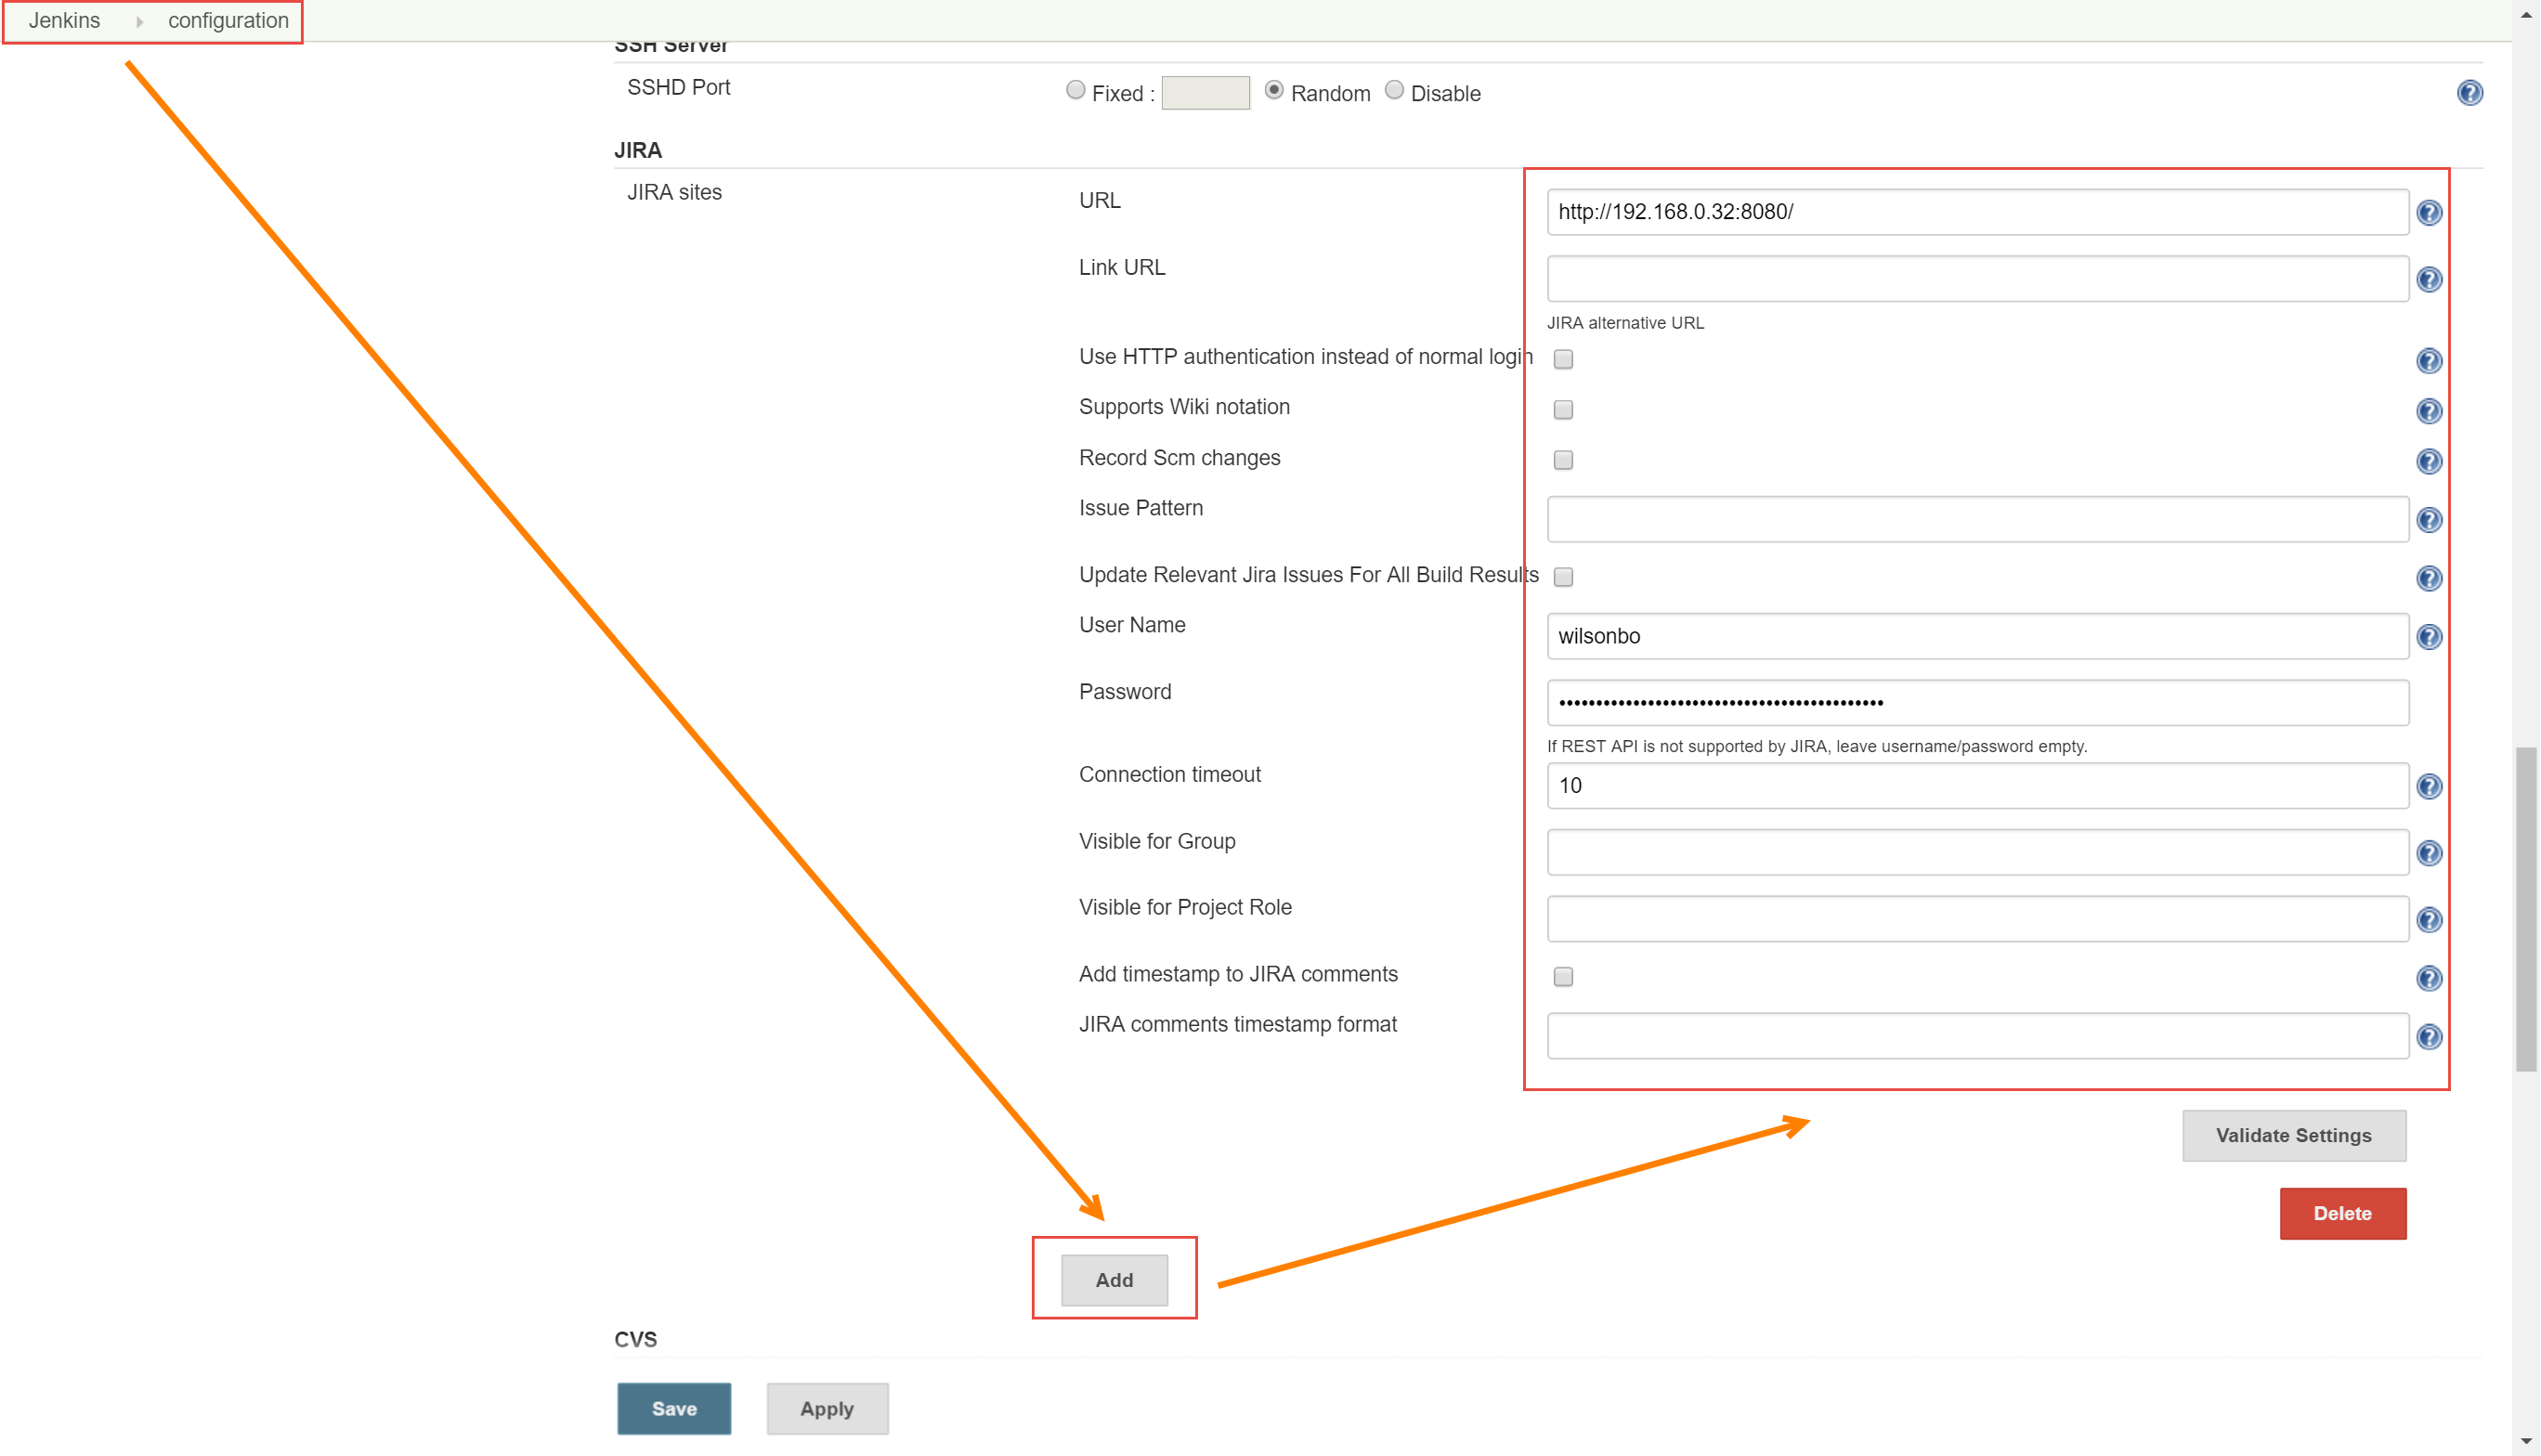 Jenkins configuration
SSH Server
SSHD Port Fixed : Random Disable
JIRA
JIRA sites
URL http://192.168.0.32:8080/
Link URL
JIRA alternative URL
Use HTTP authentication instead of normal login
Supports Wiki notation
Record Scm changes
Issue Pattern
Update Relevant Jira Issues For All Build Results
User Name wilsonbo
Password ••••••••••••••••••••••••••••••••••••••••••••
If REST API is not supported by JIRA, leave username/password empty.
Connection timeout 10
Visible for Group
Visible for Project Role
Add timestamp to JIRA comments
JIRA comments timestamp format
Validate Settings
Delete
Add
CVS
Save Apply